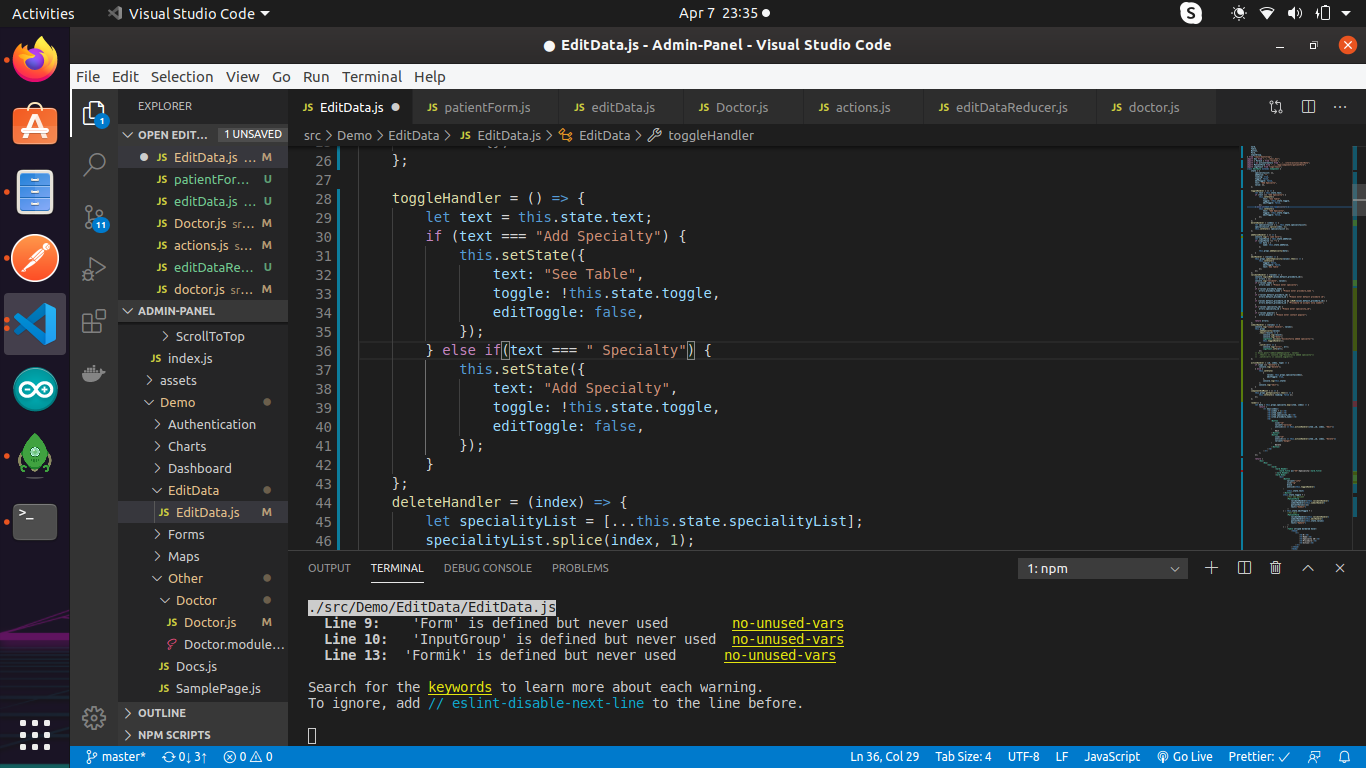 Activities
Visual Studio Code
Apr 7 23:35
S
EditData.js - Admin-Panel - Visual Studio Code
File Edit Selection View Go Run Terminal Help
EXPLORER
OPEN EDIT... 1 UNSAVED
JS EditData.js ... M
JS patientFor... U
JS editData.js ... U
JS Doctor.js sr... M
JS actions.js s... M
JS editDataRe... U
JS doctor.js sr... M
ADMIN-PANEL
ScrollToTop
JS index.js
assets
Demo
Authentication
Charts
Dashboard
EditData
JS EditData.js M
Forms
Maps
Other
Doctor
JS Doctor.js M
Doctor.module...
JS Docs.js
JS SamplePage.js
OUTLINE
NPM SCRIPTS
1
11
JS EditData.js JS patientForm.js JS editData.js JS Doctor.js JS actions.js JS editDataReducer.js JS doctor.js
src > Demo > EditData > JS EditData.js > EditData > toggleHandler
26 };
27
28 toggleHandler = () => {
29 let text = this.state.text;
30 if (text === "Add Specialty") {
31 this.setState({
32 text: "See Table",
33 toggle: !this.state.toggle,
34 editToggle: false,
35 });
36 } else if(text === " Specialty") {
37 this.setState({
38 text: "Add Specialty",
39 toggle: !this.state.toggle,
40 editToggle: false,
41 });
42 }
43 };
44 deleteHandler = (index) => {
45 let specialityList = [...this.state.specialityList];
46 specialityList.splice(index, 1);
OUTPUT TERMINAL DEBUG CONSOLE PROBLEMS
1: npm
./src/Demo/EditData/EditData.js
Line 9: 'Form' is defined but never used no-unused-vars
Line 10: 'InputGroup' is defined but never used no-unused-vars
Line 13: 'Formik' is defined but never used no-unused-vars
Search for the keywords to learn more about each warning.
To ignore, add // eslint-disable-next-line to the line before.
master* 0↓ 3↑ 0 0
Ln 36, Col 29 Tab Size: 4 UTF-8 LF JavaScript Go Live Prettier: ✓